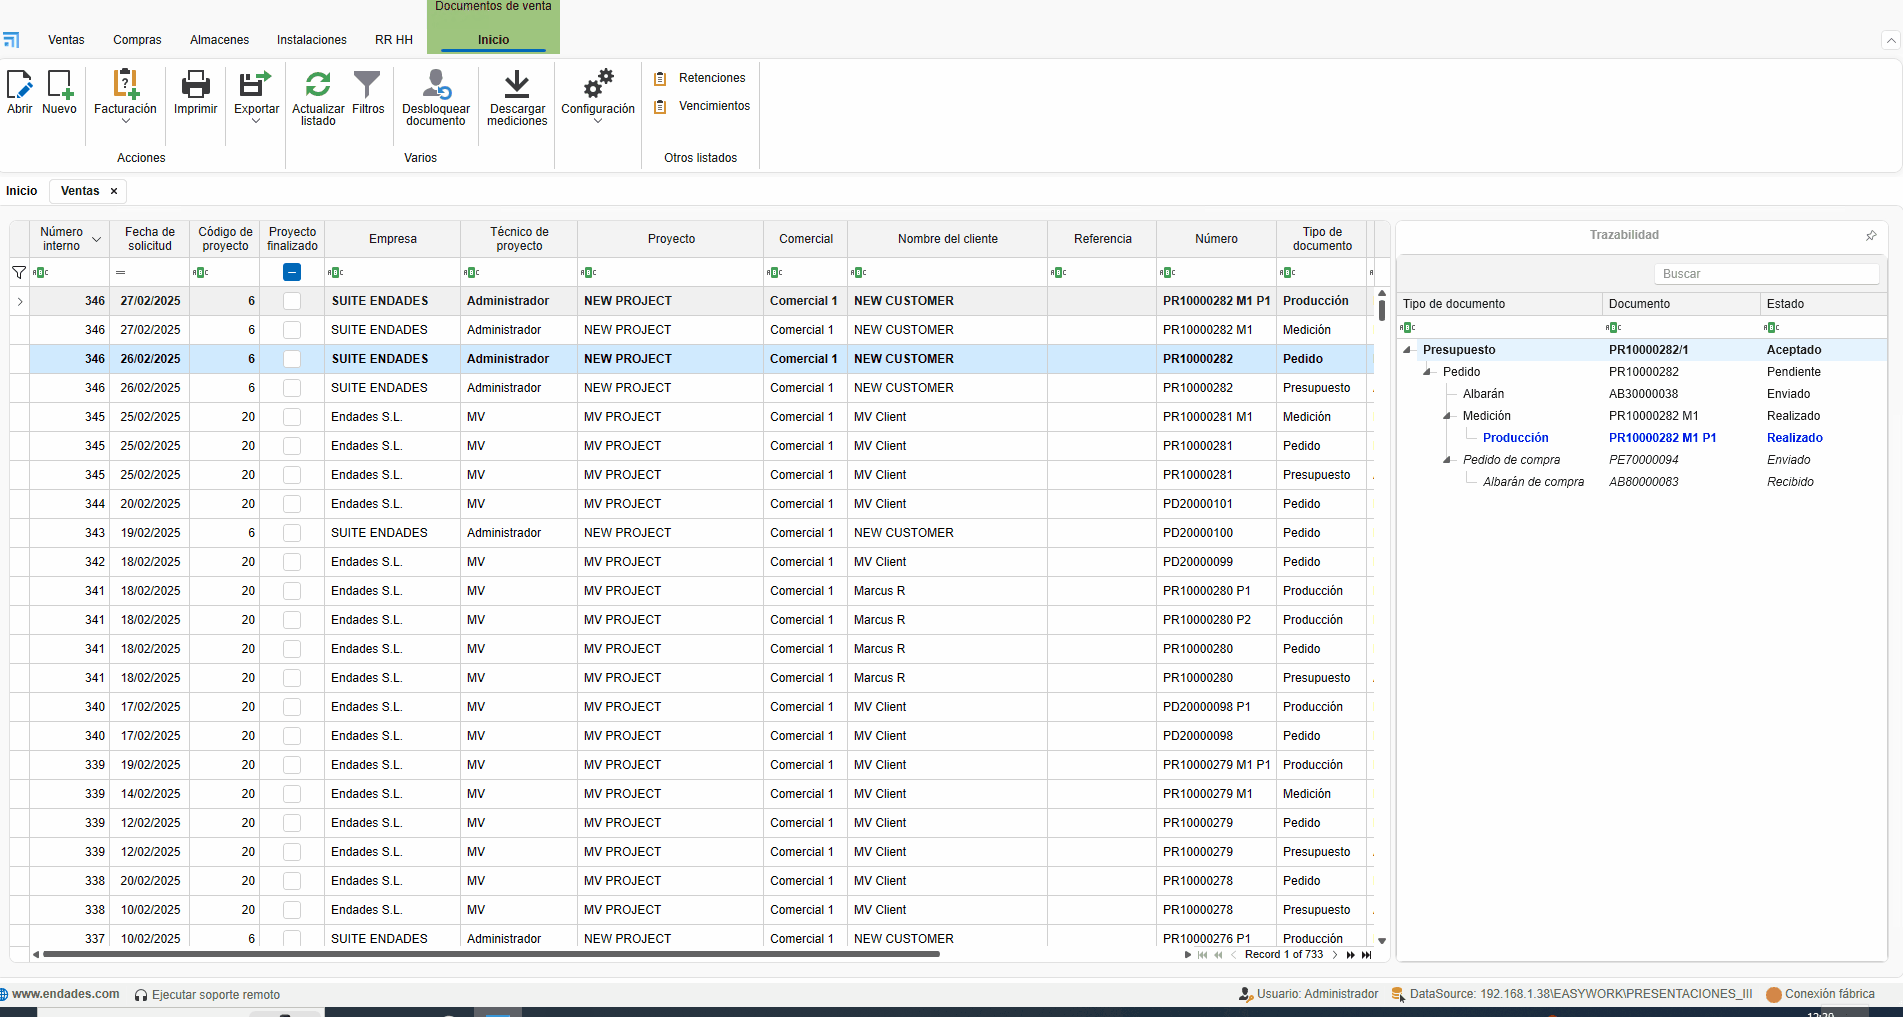 Documentos de venta
Ventas Compras Almacenes Instalaciones RR HH Inicio
Abrir Nuevo Facturación Imprimir Exportar Actualizar listado Filtros Desbloquear documento Descargar mediciones Configuración
Retenciones
Vencimientos
Acciones Varios Otros listados
Inicio Ventas ×
Número interno Fecha de solicitud Código de proyecto Proyecto finalizado Empresa Técnico de proyecto Proyecto Comercial Nombre del cliente Referencia Número Tipo de documento
346 27/02/2025 6 SUITE ENDADES Administrador NEW PROJECT Comercial 1 NEW CUSTOMER PR10000282 M1 P1 Producción
346 27/02/2025 6 SUITE ENDADES Administrador NEW PROJECT Comercial 1 NEW CUSTOMER PR10000282 M1 Medición
346 26/02/2025 6 SUITE ENDADES Administrador NEW PROJECT Comercial 1 NEW CUSTOMER PR10000282 Pedido
346 26/02/2025 6 SUITE ENDADES Administrador NEW PROJECT Comercial 1 NEW CUSTOMER PR10000282 Presupuesto
345 25/02/2025 20 Endades S.L. MV MV PROJECT Comercial 1 MV Client PR10000281 M1 Medición
345 25/02/2025 20 Endades S.L. MV MV PROJECT Comercial 1 MV Client PR10000281 Pedido
345 25/02/2025 20 Endades S.L. MV MV PROJECT Comercial 1 MV Client PR10000281 Presupuesto
344 20/02/2025 20 Endades S.L. MV MV PROJECT Comercial 1 MV Client PD20000101 Pedido
343 19/02/2025 6 SUITE ENDADES Administrador NEW PROJECT Comercial 1 NEW CUSTOMER PD20000100 Pedido
342 18/02/2025 20 Endades S.L. MV MV PROJECT Comercial 1 MV Client PD20000099 Pedido
341 18/02/2025 20 Endades S.L. MV MV PROJECT Comercial 1 Marcus R PR10000280 P1 Producción
341 18/02/2025 20 Endades S.L. MV MV PROJECT Comercial 1 Marcus R PR10000280 P2 Producción
341 18/02/2025 20 Endades S.L. MV MV PROJECT Comercial 1 Marcus R PR10000280 Pedido
341 18/02/2025 20 Endades S.L. MV MV PROJECT Comercial 1 Marcus R PR10000280 Presupuesto
340 17/02/2025 20 Endades S.L. MV MV PROJECT Comercial 1 MV Client PD20000098 P1 Producción
340 17/02/2025 20 Endades S.L. MV MV PROJECT Comercial 1 MV Client PD20000098 Pedido
339 19/02/2025 20 Endades S.L. MV MV PROJECT Comercial 1 MV Client PR10000279 M1 P1 Producción
339 14/02/2025 20 Endades S.L. MV MV PROJECT Comercial 1 MV Client PR10000279 M1 Medición
339 12/02/2025 20 Endades S.L. MV MV PROJECT Comercial 1 MV Client PR10000279 Pedido
339 12/02/2025 20 Endades S.L. MV MV PROJECT Comercial 1 MV Client PR10000279 Presupuesto
338 20/02/2025 20 Endades S.L. MV MV PROJECT Comercial 1 MV Client PR10000278 Pedido
338 10/02/2025 20 Endades S.L. MV MV PROJECT Comercial 1 MV Client PR10000278 Presupuesto
337 10/02/2025 6 SUITE ENDADES Administrador NEW PROJECT Comercial 1 NEW CUSTOMER PR10000276 P1 Producción
Record 1 of 733
Trazabilidad
Buscar
Tipo de documento Documento Estado
Presupuesto PR10000282/1 Aceptado
Pedido PR10000282 Pendiente
Albarán AB30000038 Enviado
Medición PR10000282 M1 Realizado
Producción PR10000282 M1 P1 Realizado
Pedido de compra PE70000094 Enviado
Albarán de compra AB80000083 Recibido
www.endades.com Ejecutar soporte remoto Usuario: Administrador DataSource: 192.168.1.38\EASYWORK\PRESENTACIONES_III Conexión fábrica